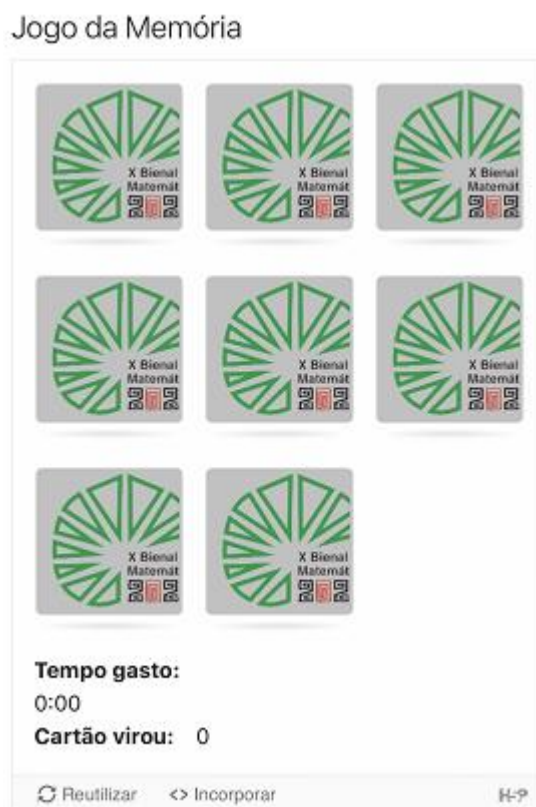 Jogo da Memória
X Bienal X Bienal X Bienal
Matemát Matemát Matemát
X Bienal X Bienal X Bienal
Matemát Matemát Matemát
X Bienal X Bienal
Matemát Matemát
Tempo gasto:
0:00
Cartão virou: 0
Reutilizar <> Incorporar H-P